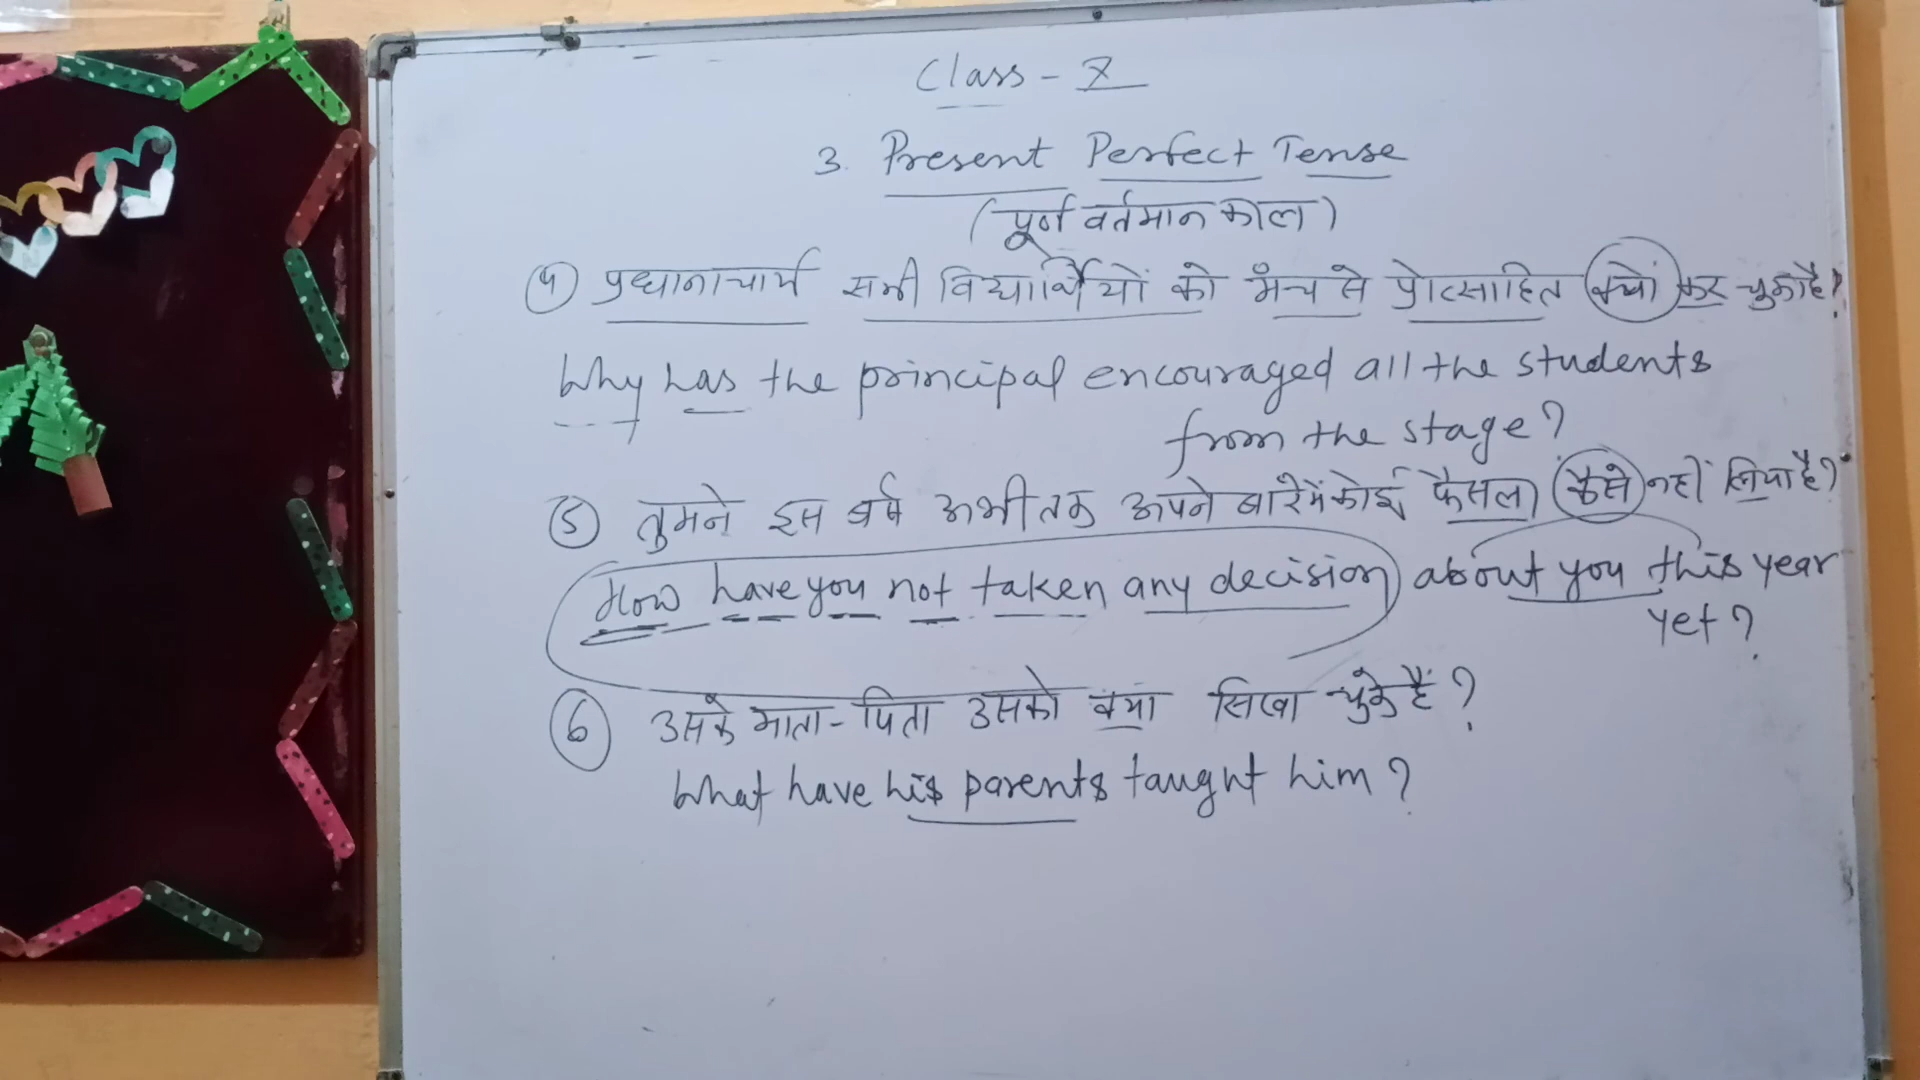 Class - X
3. Present Perfect Tense
(पूर्ण वर्तमान काल)
(4) प्रधानाचार्य सभी विद्यार्थियों को मंच से प्रोत्साहित क्यों कर चुका है?
Why has the principal encouraged all the students
from the stage?
(5) तुमने इस वर्ष अभी तक अपने बारे में कोई फैसला कैसे नहीं लिया है?
How have you not taken any decision about you this year
yet?
(6) उसके माता-पिता उसको क्या सिखा चुके हैं?
What have his parents taught him?